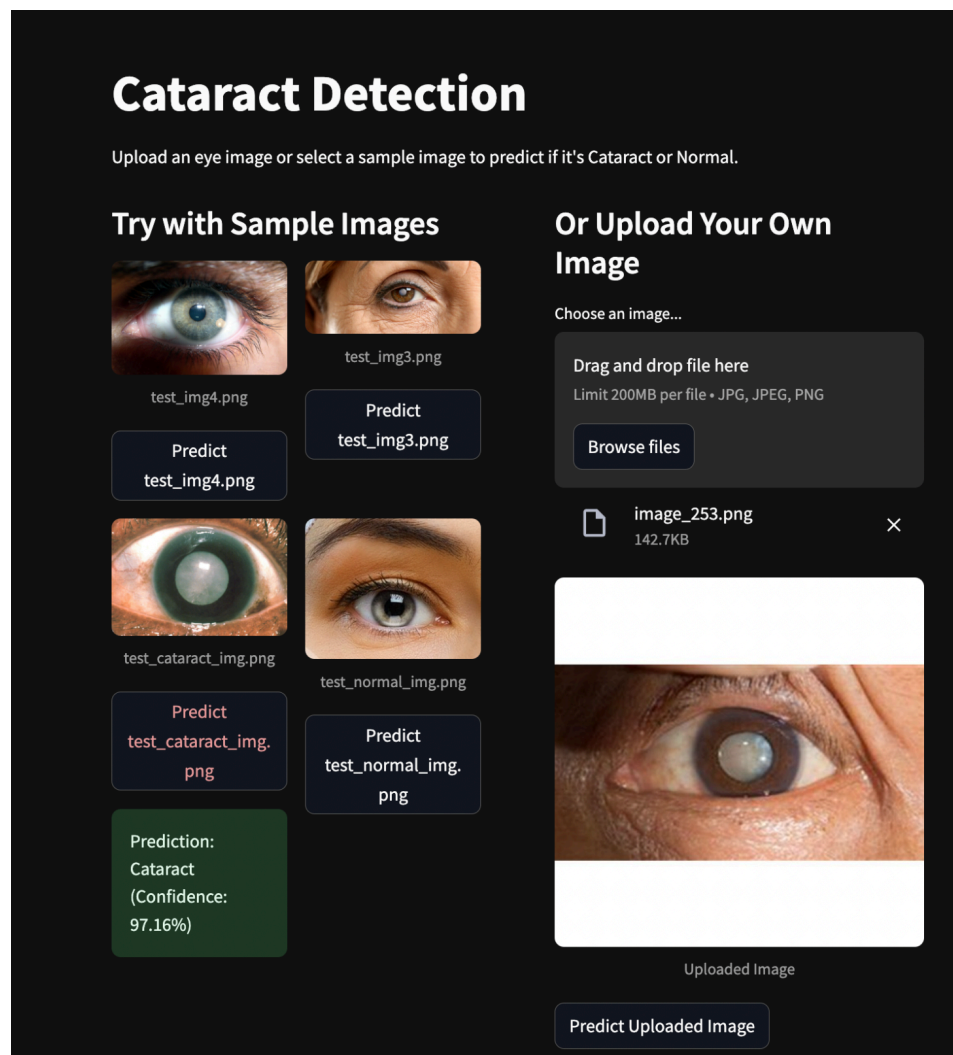 Cataract Detection
Upload an eye image or select a sample image to predict if it's Cataract or Normal.
Try with Sample Images
test_img4.png
Predict
test_img4.png
test_img3.png
Predict
test_img3.png
test_cataract_img.png
Predict
test_cataract_img.
png
Prediction:
Cataract
(Confidence:
97.16%)
test_normal_img.png
Predict
test_normal_img.
png
Or Upload Your Own
Image
Choose an image...
Drag and drop file here
Limit 200MB per file • JPG, JPEG, PNG
Browse files
image_253.png
142.7KB
Uploaded Image
Predict Uploaded Image